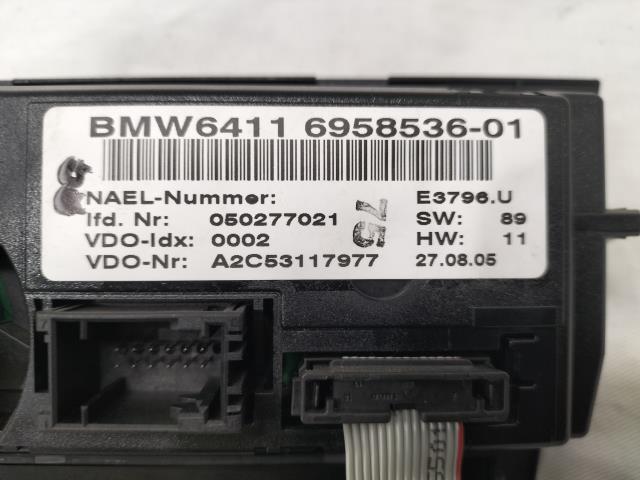 BMW6411 6958536-01
NAEL-Nummer: E3796.U
lfd. Nr: 050277021 SW: 89
VDO-Idx: 0002 HW: 11
VDO-Nr: A2C53117977 27.08.05
75